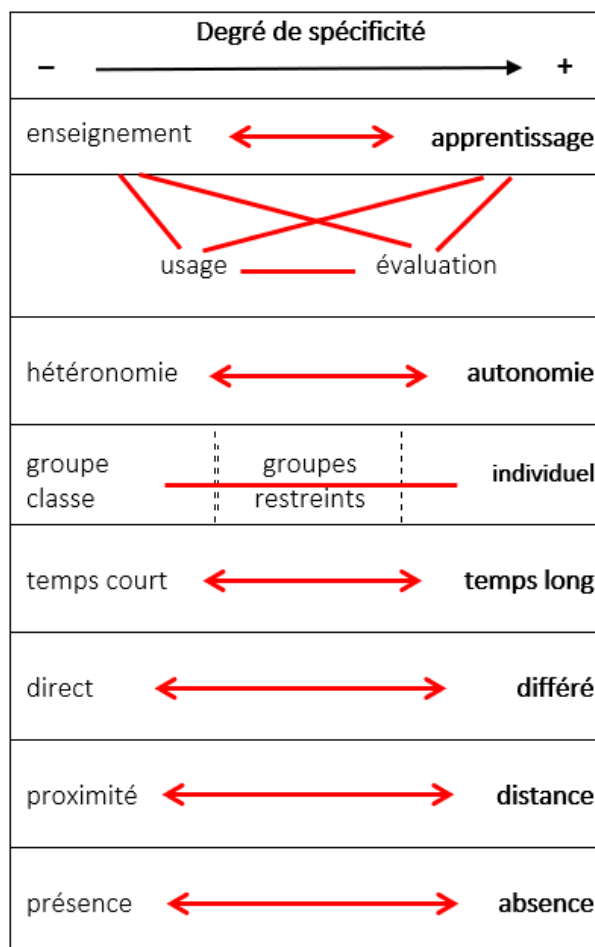 Degré de spécificité
– +
enseignement apprentissage
usage évaluation
hétéronomie autonomie
groupe groupes individuel
classe restreints
temps court temps long
direct différé
proximité distance
présence absence